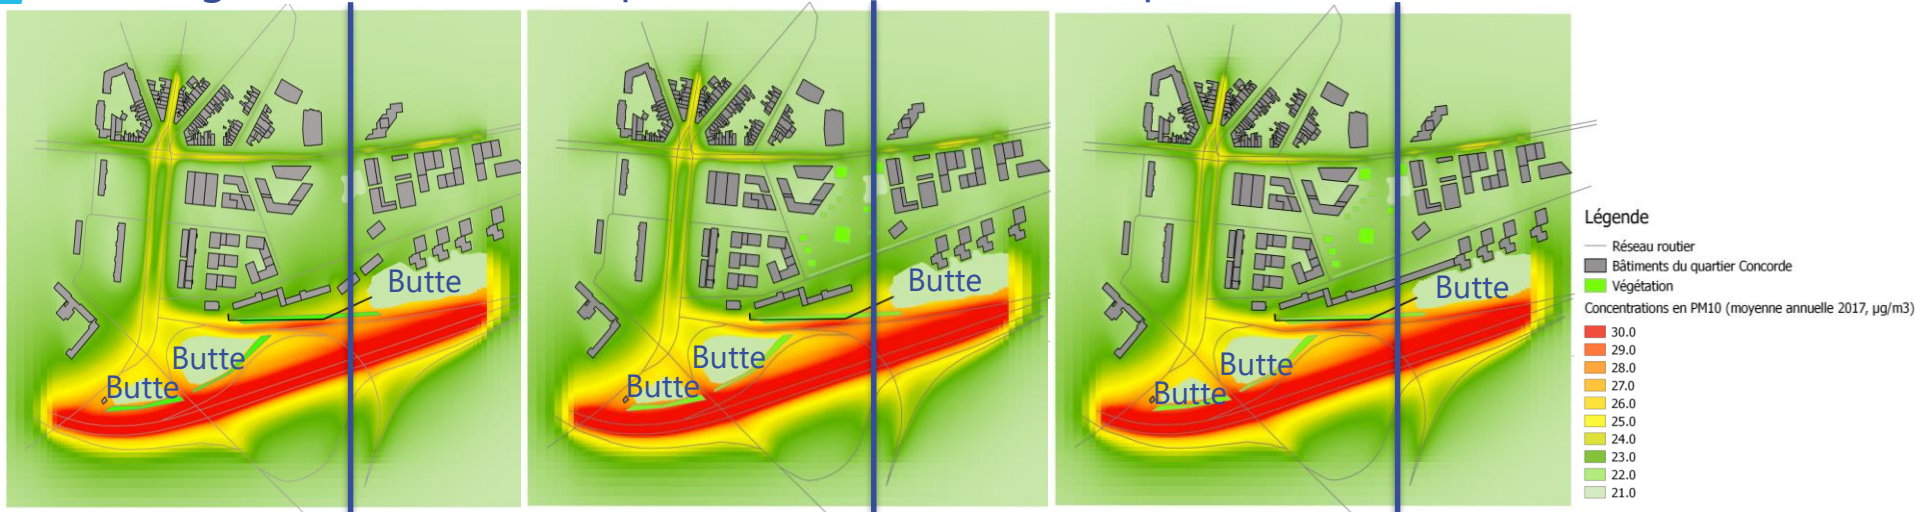 Butte
Butte
Butte
Butte
Butte
Butte
Butte
Butte
Butte
Légende
Réseau routier
Bâtiments du quartier Concorde
Végétation
Concentrations en PM10 (moyenne annuelle 2017, µg/m3)
30.0
29.0
28.0
27.0
26.0
25.0
24.0
23.0
22.0
21.0